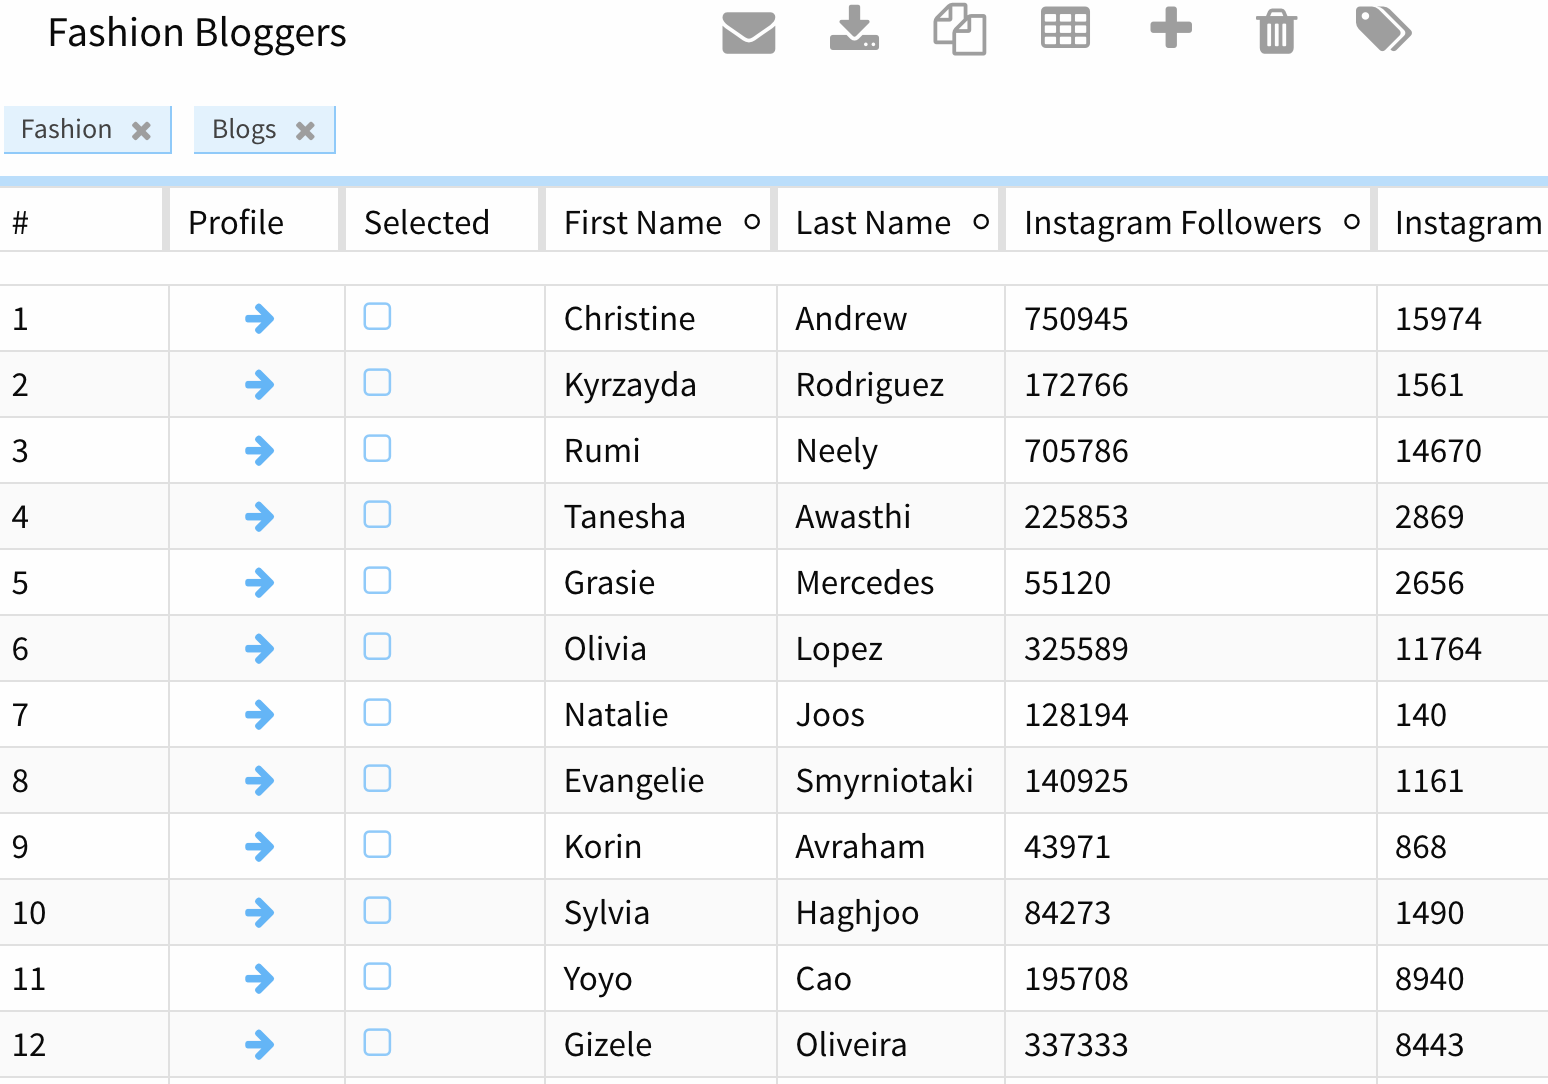 Fashion Bloggers
Fashion
Blogs
# Profile Selected First Name Last Name Instagram Followers Instagram
1 Christine Andrew 750945 15974
2 Kyrzayda Rodriguez 172766 1561
3 Rumi Neely 705786 14670
4 Tanesha Awasthi 225853 2869
5 Grasie Mercedes 55120 2656
6 Olivia Lopez 325589 11764
7 Natalie Joos 128194 140
8 Evangelie Smyrniotaki 140925 1161
9 Korin Avraham 43971 868
10 Sylvia Haghjoo 84273 1490
11 Yoyo Cao 195708 8940
12 Gizele Oliveira 337333 8443